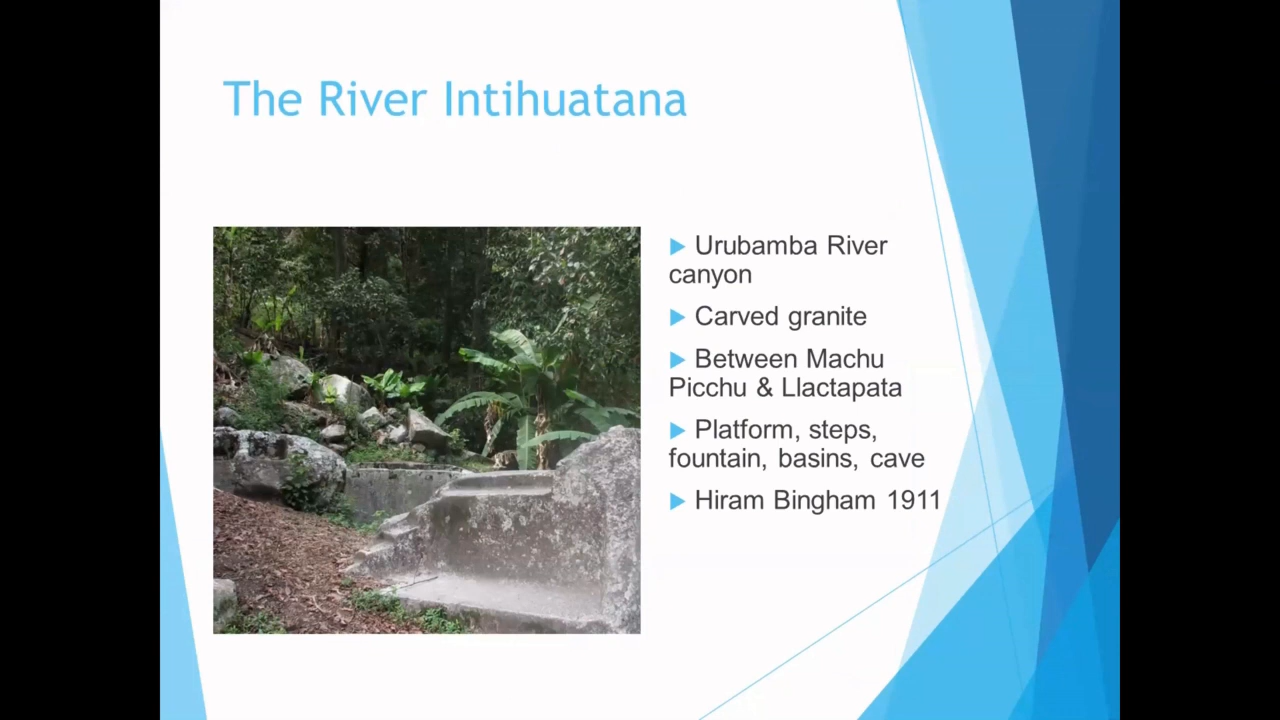 The River Intihuatana
Urubamba River
canyon
Carved granite
Between Machu
Picchu & Llactapata
Platform, steps,
fountain, basins, cave
Hiram Bingham 1911